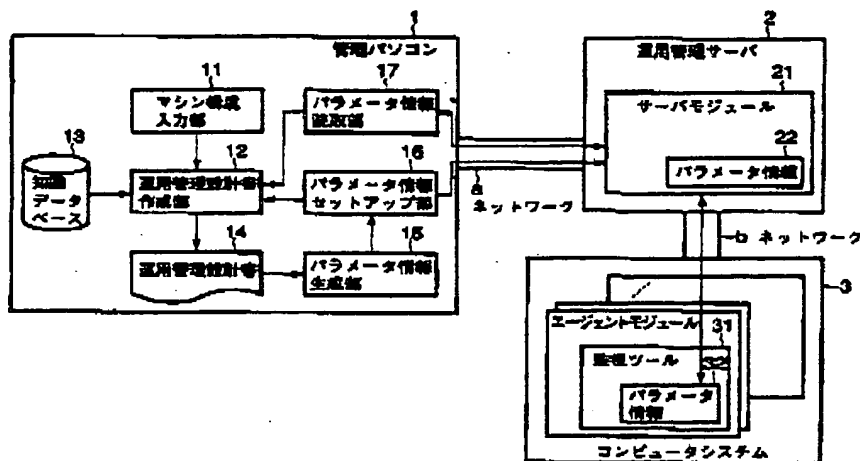 1
管理パソコン
11
マシン構成
入力部
17
パラメータ情報
読取部
13
知識
データ
ベース
12
運用管理設計書
作成部
16
パラメータ情報
セットアップ部
14
運用管理設計書
15
パラメータ情報
生成部
a
ネットワーク
2
運用管理サーバ
21
サーバモジュール
22
パラメータ情報
b ネットワーク
3
エージェントモジュール
31
監視ツール
32
パラメータ
情報
コンピュータシステム